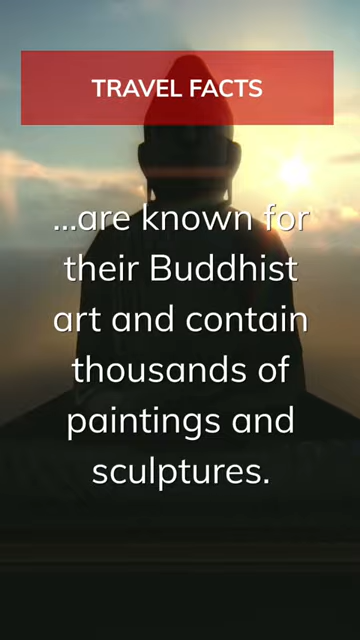 TRAVEL FACTS
...are known for
their Buddhist
art and contain
thousands of
paintings and
sculptures.